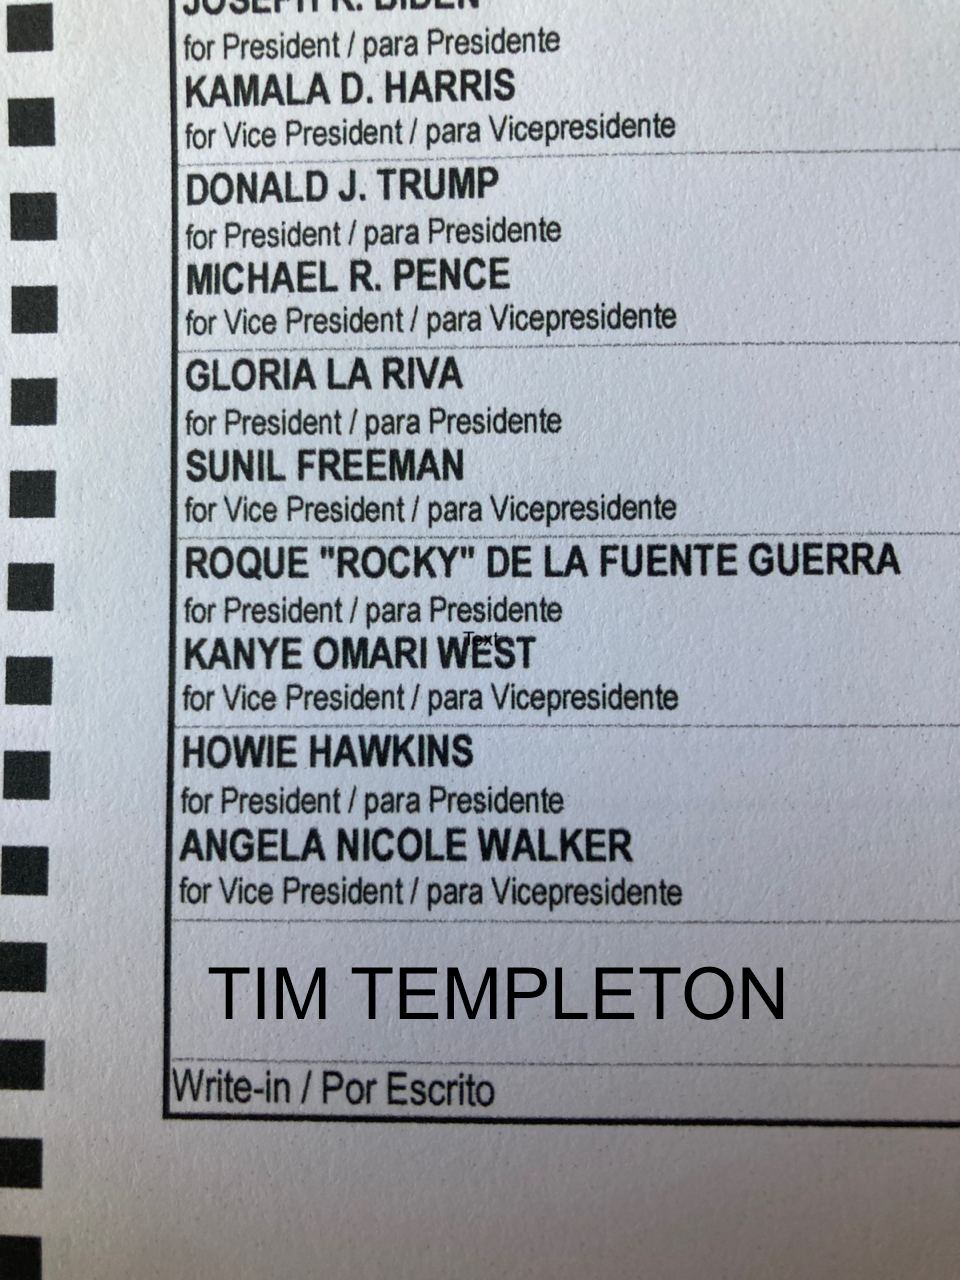 JOSEPH R. BIDEN
for President / para Presidente
KAMALA D. HARRIS
for Vice President / para Vicepresidente
DONALD J. TRUMP
for President / para Presidente
MICHAEL R. PENCE
for Vice President / para Vicepresidente
GLORIA LA RIVA
for President / para Presidente
SUNIL FREEMAN
for Vice President / para Vicepresidente
ROQUE "ROCKY" DE LA FUENTE GUERRA
for President / para Presidente
Text
KANYE OMARI WEST
for Vice President / para Vicepresidente
HOWIE HAWKINS
for President / para Presidente
ANGELA NICOLE WALKER
for Vice President / para Vicepresidente
TIM TEMPLETON
Write-in / Por Escrito